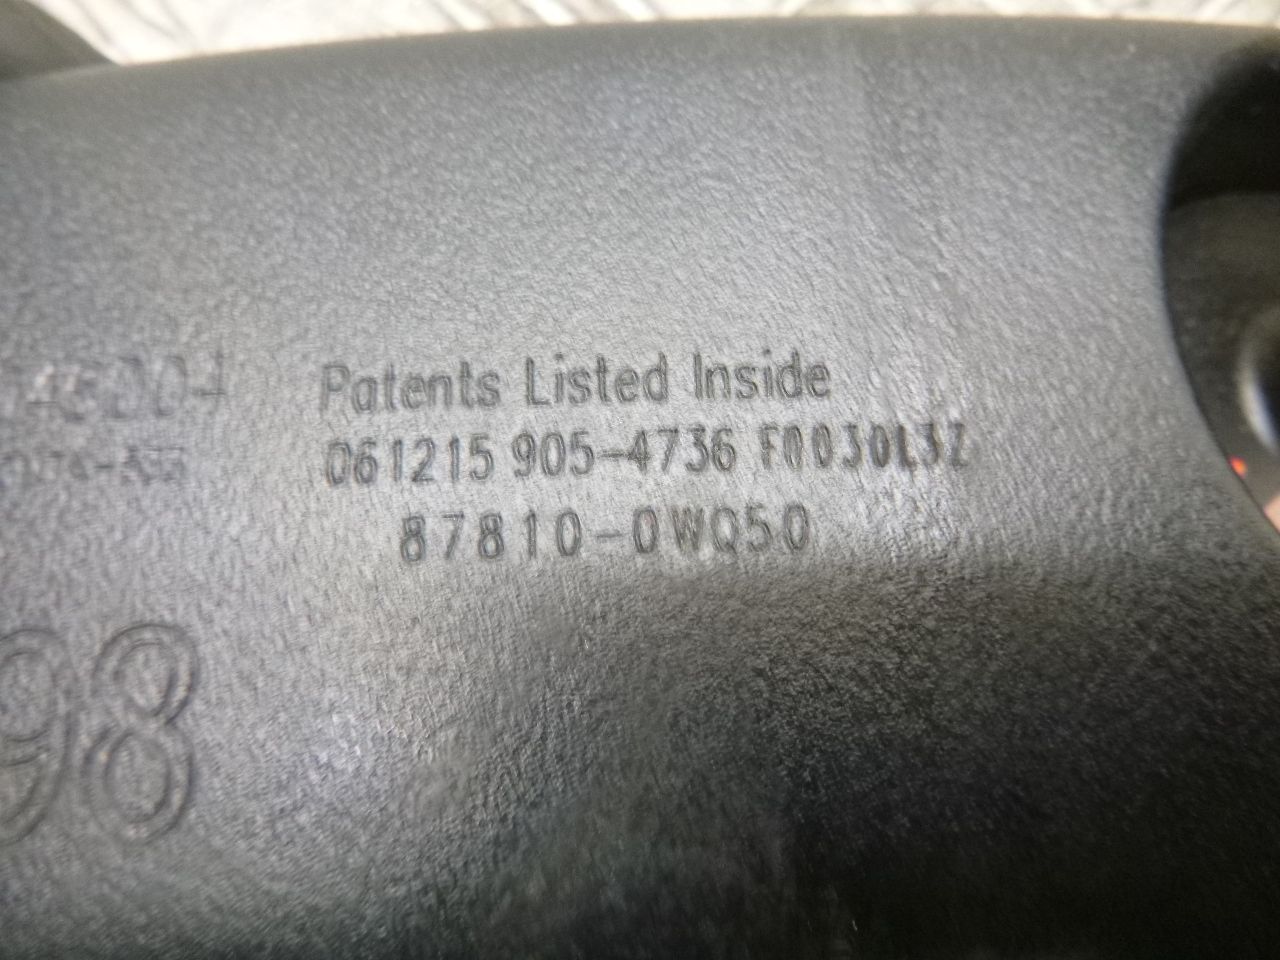 Patents Listed Inside
061215 905-4736 F0030L3Z
87810-0WQ50
98